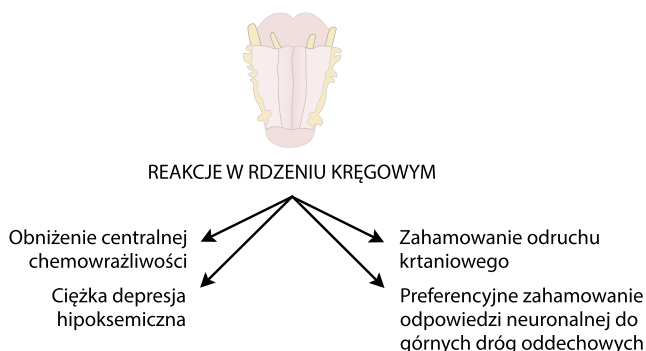 REAKCJE W RDZENIU KRĘGOWYM
Obniżenie centralnej
chemowrażliwości
Ciężka depresja
hipoksemiczna
Zahamowanie odruchu
krtaniowego
Preferencyjne zahamowanie
odpowiedzi neuronalnej do
górnych dróg oddechowych